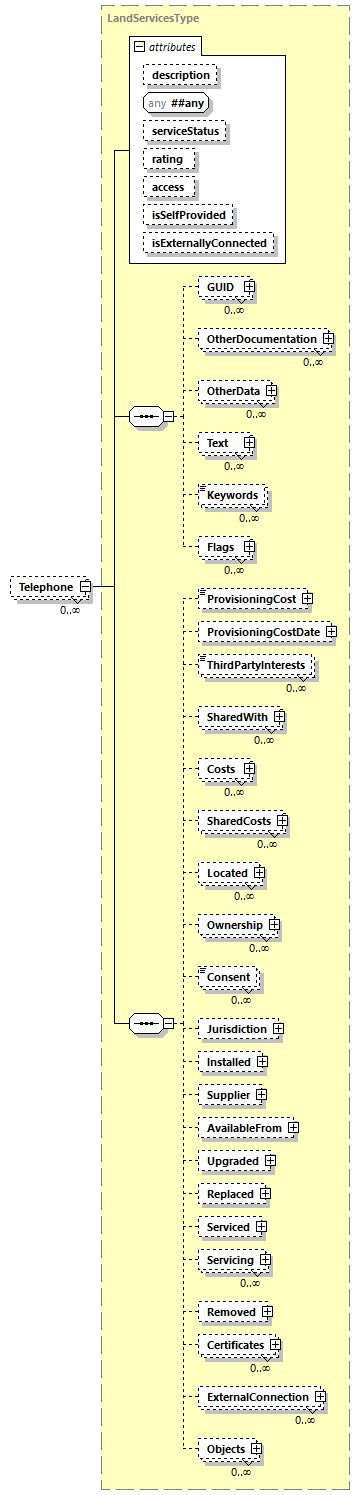 LandServicesType
attributes
description
any ##any
serviceStatus
rating
access
isSelfProvided
isExternallyConnected
GUID
0..∞
OtherDocumentation
0..∞
OtherData
0..∞
Text
0..∞
Keywords
0..∞
Flags
0..∞
Telephone
0..∞
ProvisioningCost
ProvisioningCostDate
ThirdPartyInterests
0..∞
SharedWith
0..∞
Costs
0..∞
SharedCosts
0..∞
Located
0..∞
Ownership
0..∞
Consent
0..∞
Jurisdiction
Installed
Supplier
AvailableFrom
Upgraded
Replaced
Serviced
Servicing
0..∞
Removed
Certificates
0..∞
ExternalConnection
0..∞
Objects
0..∞